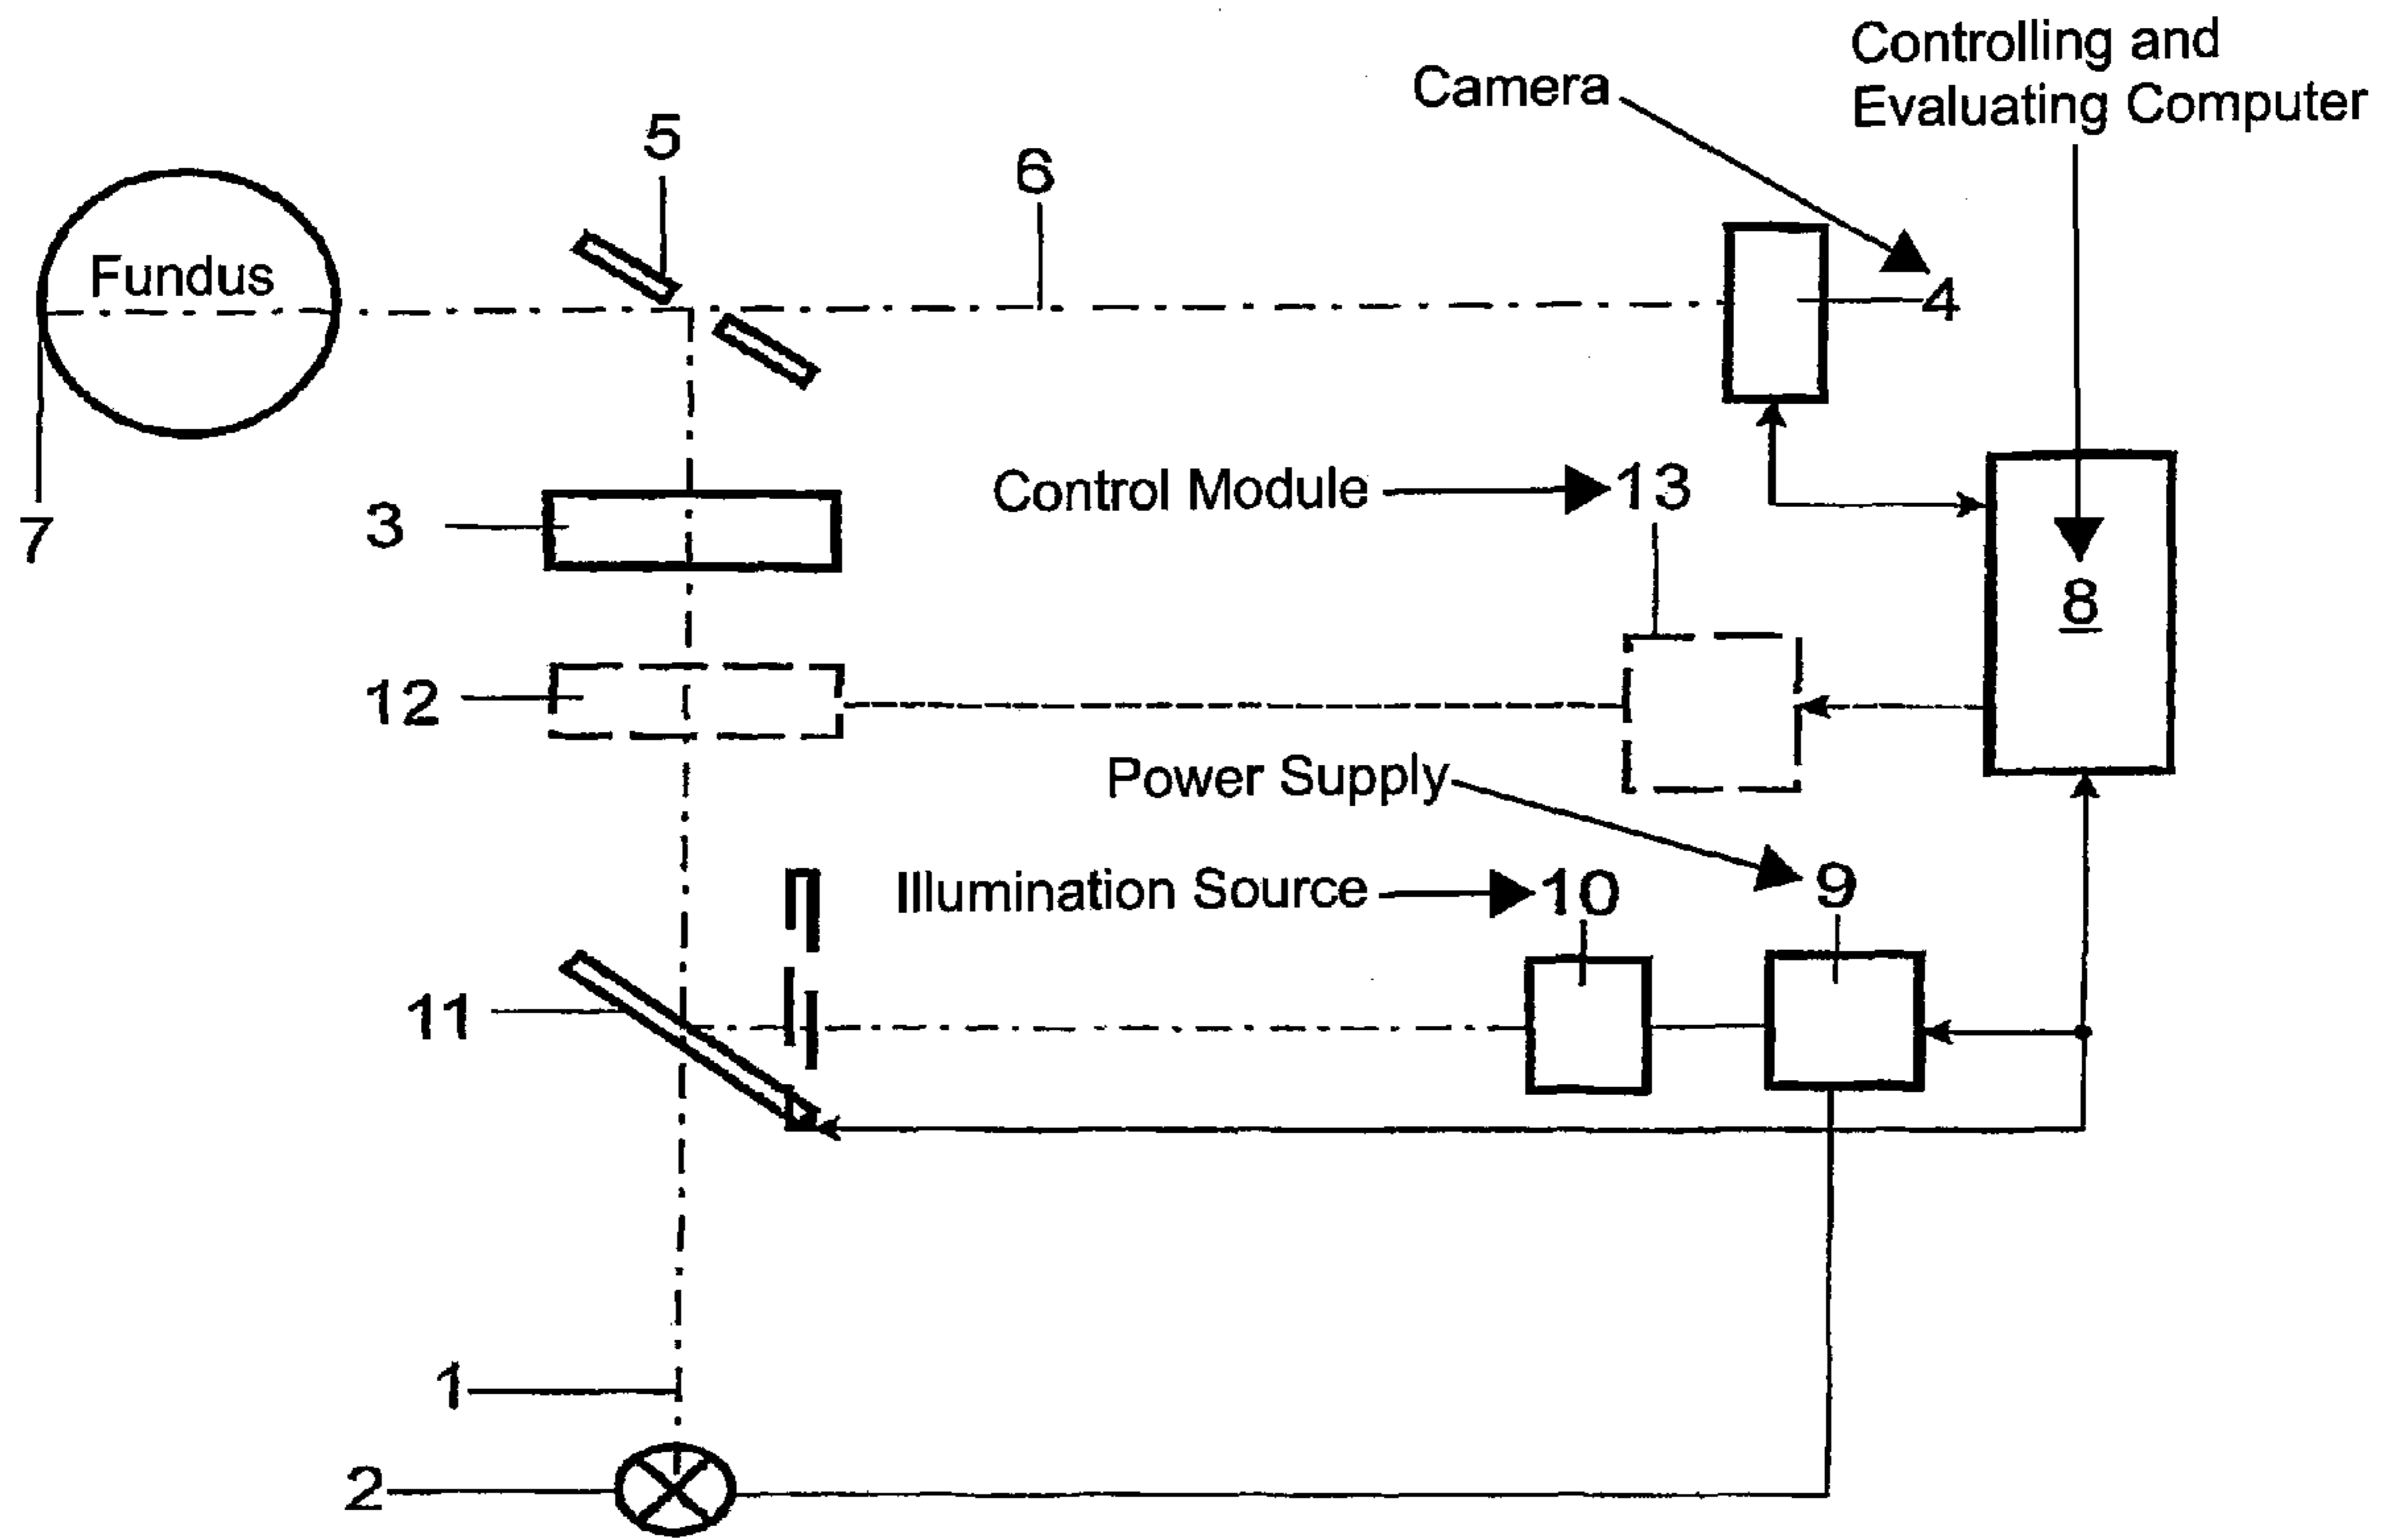 Controlling and
Evaluating Computer
Camera
5
6
Fundus
4
Control Module
13
3
7
8
12
Power Supply
Illumination Source
10
9
11
1
2